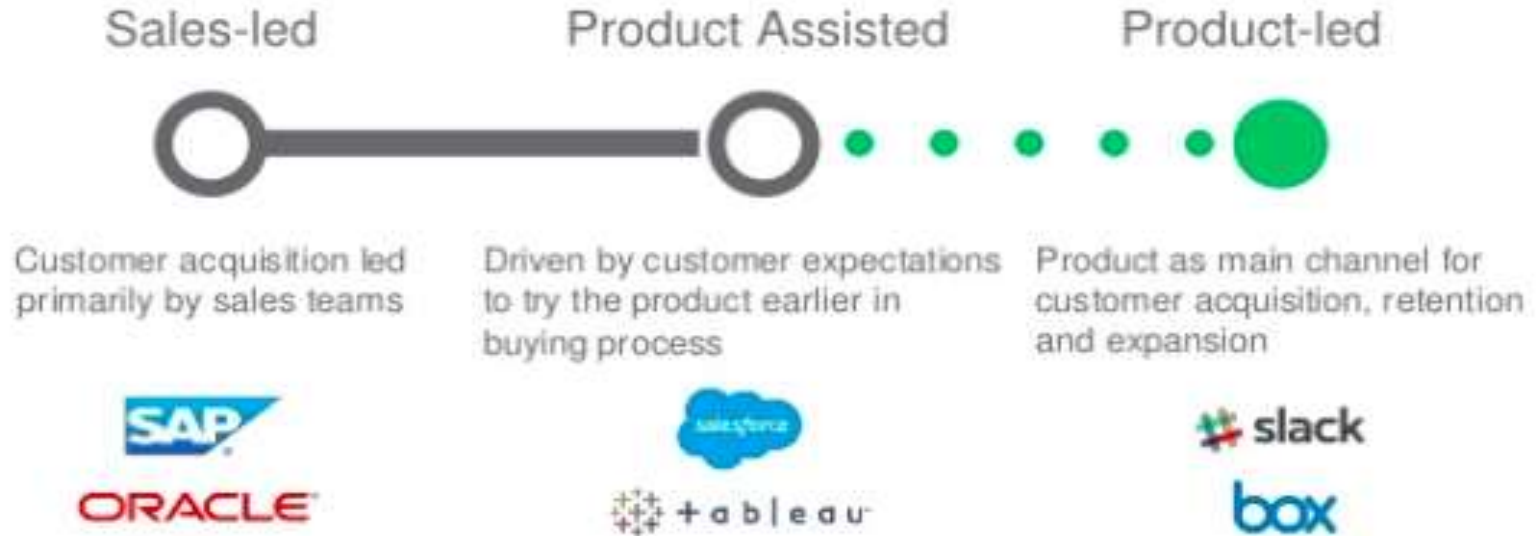 Sales-led
Product Assisted
Product-led
Customer acquisition led
primarily by sales teams
Driven by customer expectations
to try the product earlier in
buying process
Product as main channel for
customer acquisition, retention
and expansion
SAP
ORACLE
salesforce
+ableau
slack
box